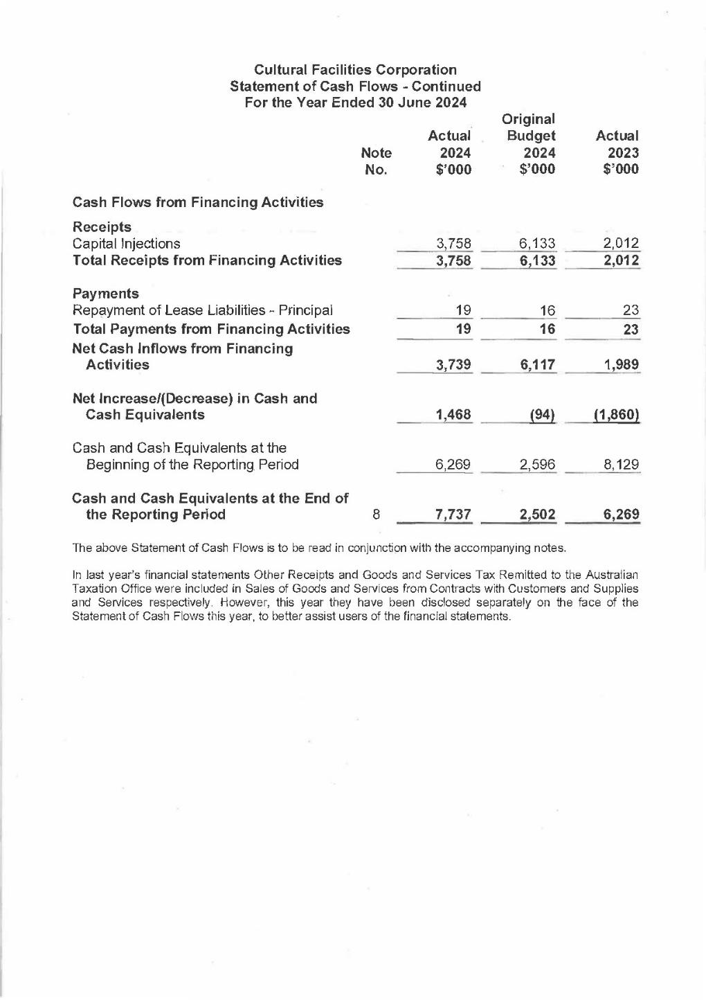 Cultural Facilities Corporation
Statement of Cash Flows - Continued
For the Year Ended 30 June 2024
Original
Actual Budget Actual
Note 2024 2024 2023
No. $'000 $'000 $'000
Cash Flows from Financing Activities
Receipts
Capital Injections 3,758 6,133 2,012
Total Receipts from Financing Activities 3,758 6,133 2,012
Payments
Repayment of Lease Liabilities - Principal 19 16 23
Total Payments from Financing Activities 19 16 23
Net Cash Inflows from Financing
Activities 3,739 6,117 1,989
Net Increase/(Decrease) in Cash and
Cash Equivalents 1,468 (94) (1,860)
Cash and Cash Equivalents at the
Beginning of the Reporting Period 6,269 2,596 8,129
Cash and Cash Equivalents at the End of
the Reporting Period 8 7,737 2,502 6,269
The above Statement of Cash Flows is to be read in conjunction with the accompanying notes.
In last year's financial statements Other Receipts and Goods and Services Tax Remitted to the Australian
Taxation Office were included in Sales of Goods and Services from Contracts with Customers and Supplies
and Services respectively. However, this year they have been disclosed separately on the face of the
Statement of Cash Flows this year, to better assist users of the financial statements.